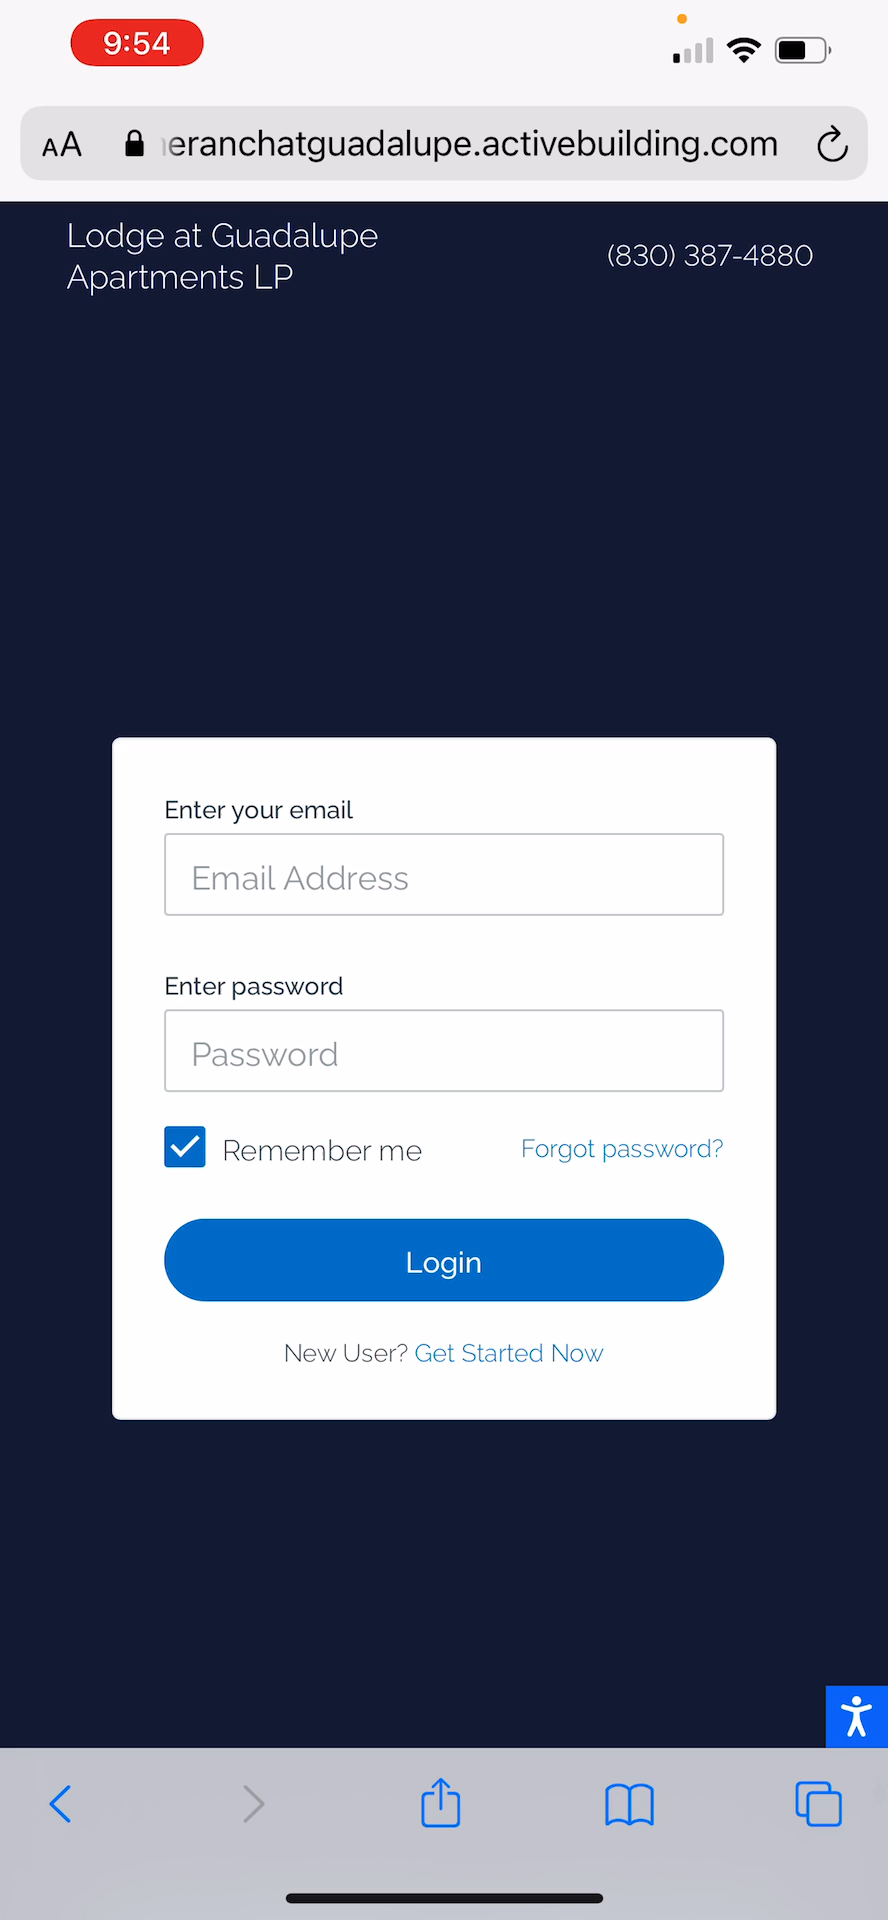 9:54
AA
eranchatguadalupe.activebuilding.com
Lodge at Guadalupe
Apartments LP
(830) 387-4880
Enter your email
Email Address
Enter password
Password
Remember me
Forgot password?
Login
New User? Get Started Now